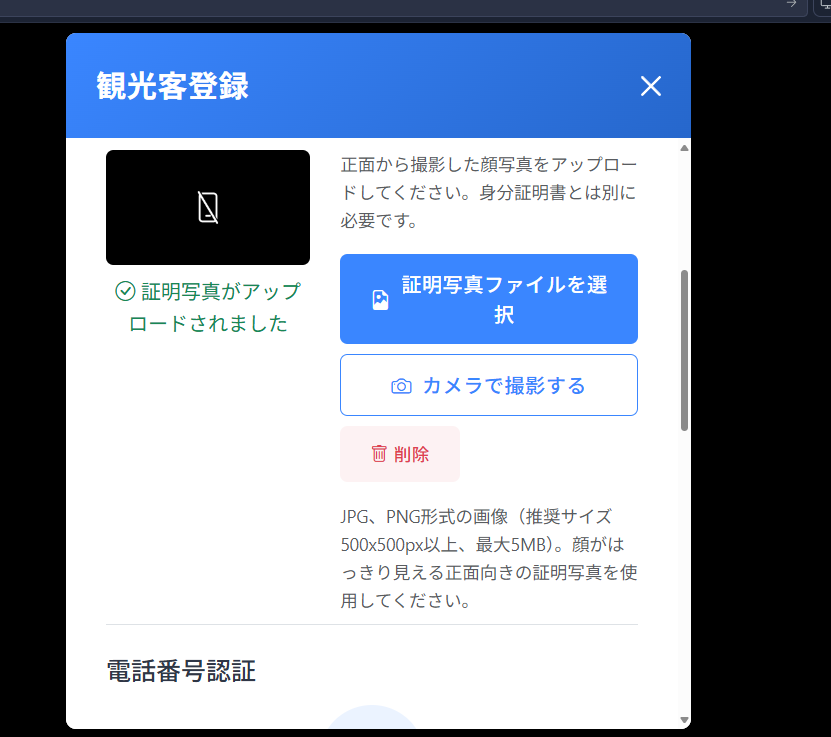 観光客登録
正面から撮影した顔写真をアップロー
ドしてください。身分証明書とは別に
必要です。
証明写真がアップ
ロードされました
証明写真ファイルを選
択
カメラで撮影する
削除
JPG、PNG形式の画像（推奨サイズ
500x500px以上、最大5MB）。顔がは
っきり見える正面向きの証明写真を使
用してください。
電話番号認証